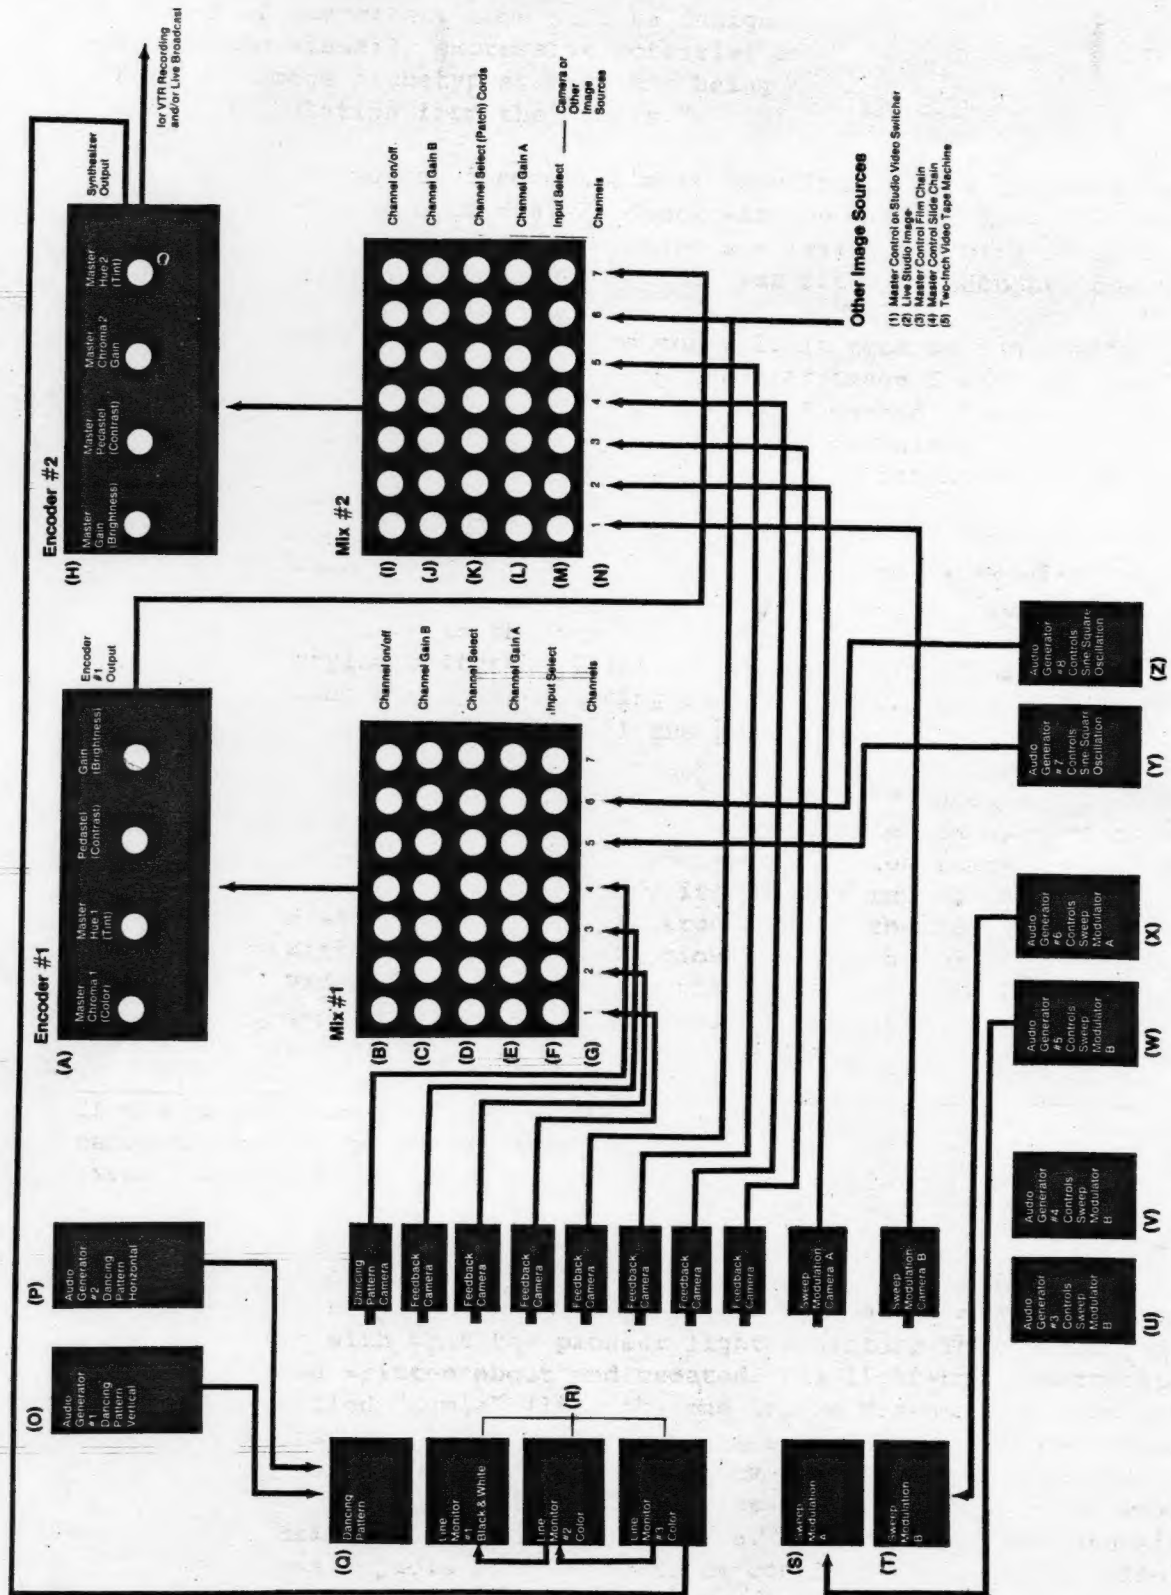 for VTR Recording
and/or Live Broadcast
Synthesizer
Output
Encoder #2
(H)
Master
Gain
(Brightness)
Master
Pedastel
(Contrast)
Master
Chroma 2
Gain
Master
Hue 2
(Tint)
Mix #2
(I)
(J)
(K)
(L)
(M)
(N)
Channel on/off
Channel Gain B
Channel Select (Patch) Cords
Channel Gain A
Input Select
Camera or
Other
Image
Sources
Channels
1
2
3
4
5
6
7
Other Image Sources
(1) Master Control on Studio Video Switcher
(2) Live Studio Image
(3) Master Control Film Chain
(4) Master Control Slide Chain
(5) Two-Inch Video Tape Machine
Encoder #1
(A)
Master
Chroma 1
(Color)
Master
Hue 1
(Tint)
Pedastel
(Contrast)
Gain
(Brightness)
Encoder
#1
Output
Mix #1
(B)
(C)
(D)
(E)
(F)
(G)
Channel on/off
Channel Gain B
Channel Select
Channel Gain A
Input Select
Channels
1
2
3
4
5
6
7
(O)
Audio
Generator
#1
Dancing
Pattern
Vertical
(P)
Audio
Generator
#2
Dancing
Pattern
Horizontal
Dancing
Pattern
Camera
Feedback
Camera
Feedback
Camera
Feedback
Camera
Feedback
Camera
Feedback
Camera
Feedback
Camera
Feedback
Camera
Sweep
Modulation
Camera A
Sweep
Modulation
Camera B
(Q)
Dancing
Pattern
Line
Monitor
#1
Black & White
Line
Monitor
#2
Color
Line
Monitor
#3
Color
(R)
(S)
Sweep
Modulation
A
(T)
Sweep
Modulation
B
Audio
Generator
#3
Controls
Sweep
Modulator
B
(U)
Audio
Generator
#4
Controls
Sweep
Modulator
B
(V)
Audio
Generator
#5
Controls
Sweep
Modulator
B
(W)
Audio
Generator
#6
Controls
Sweep
Modulator
A
(X)
Audio
Generator
#7
Controls
Sine Square
Oscillation
(Y)
Audio
Generator
#8
Controls
Sine Square
Oscillation
(Z)